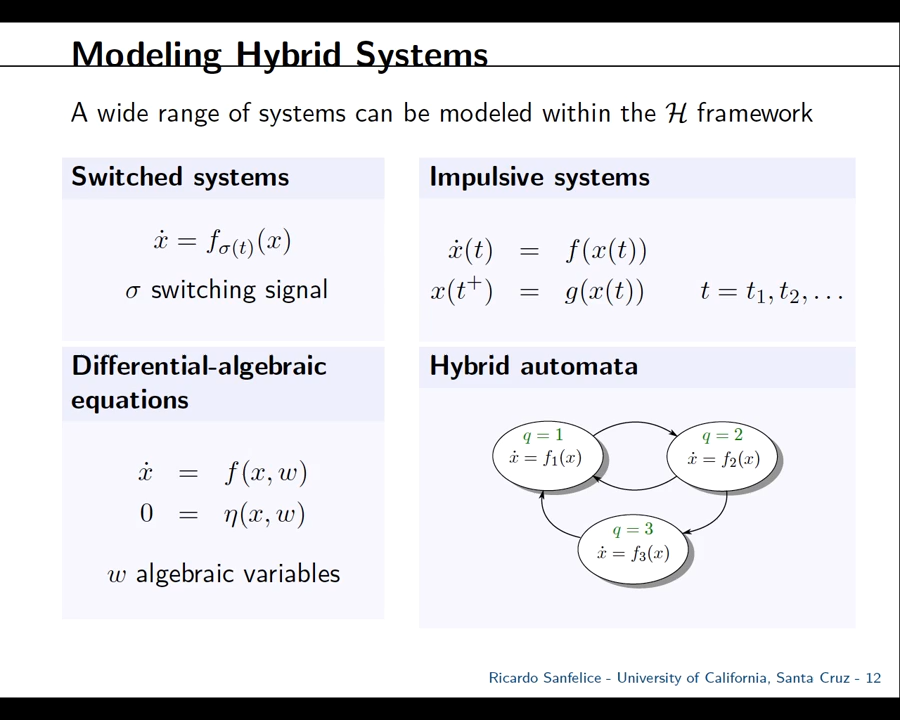 Modeling Hybrid Systems
A wide range of systems can be modeled within the ℋ framework
Switched systems
ẋ = f_{σ(t)}(x)
σ switching signal
Impulsive systems
ẋ(t) = f(x(t))
x(t⁺) = g(x(t)) t = t₁, t₂, . . .
Differential-algebraic
equations
ẋ = f(x, w)
0 = η(x, w)
w algebraic variables
Hybrid automata
q = 1
ẋ = f₁(x)
q = 2
ẋ = f₂(x)
q = 3
ẋ = f₃(x)
Ricardo Sanfelice - University of California, Santa Cruz - 12